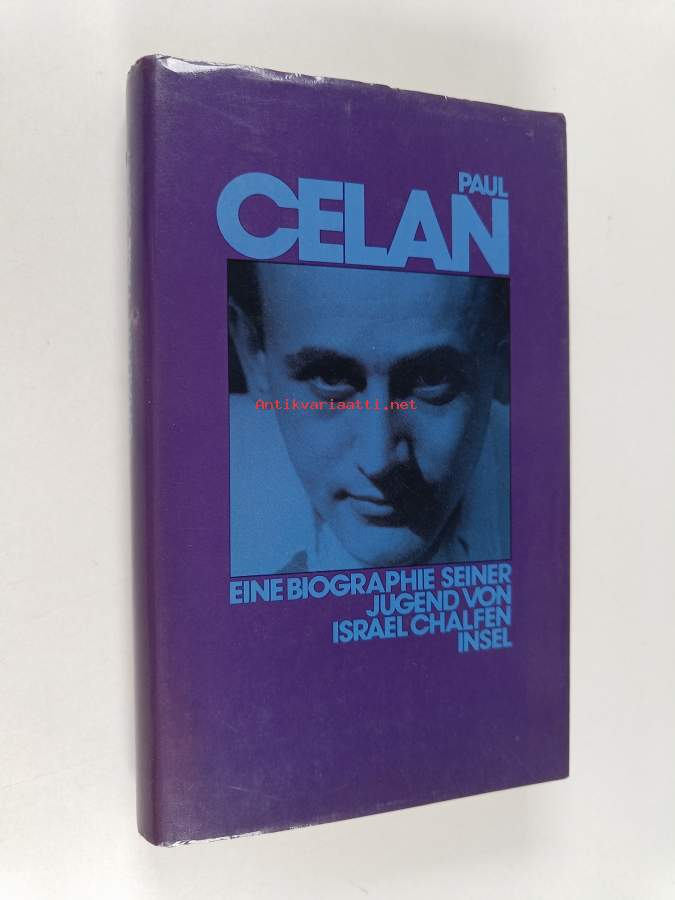 PAUL
CELAN
Antikvariaatti.net
EINE BIOGRAPHIE SEINER
JUGEND VON
ISRAEL CHALFEN
INSEL